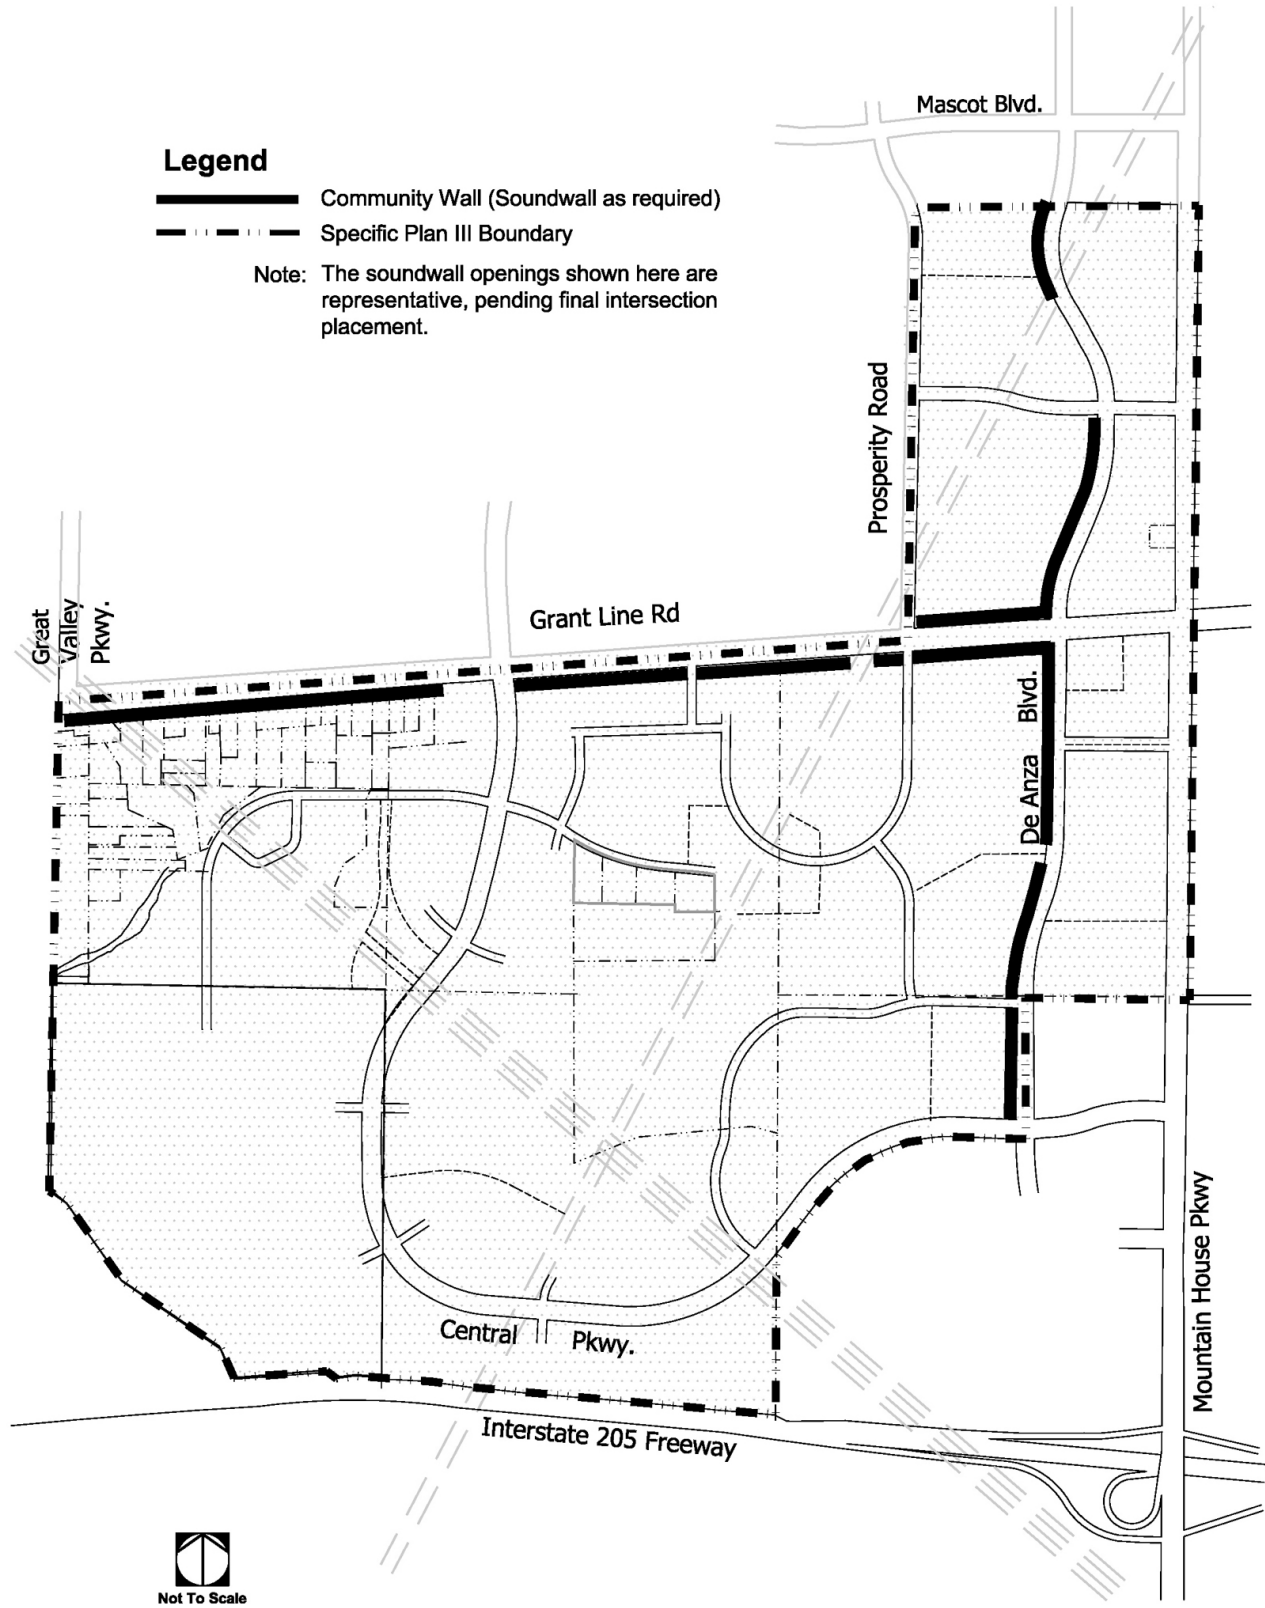 Mascot Blvd.
Legend
Community Wall (Soundwall as required)
Specific Plan III Boundary
Note: The soundwall openings shown here are
representative, pending final intersection
placement.
Prosperity Road
Grant Line Rd
Great
Valley
Pkwy.
De Anza Blvd.
Central Pkwy.
Mountain House Pkwy
Interstate 205 Freeway
Not To Scale